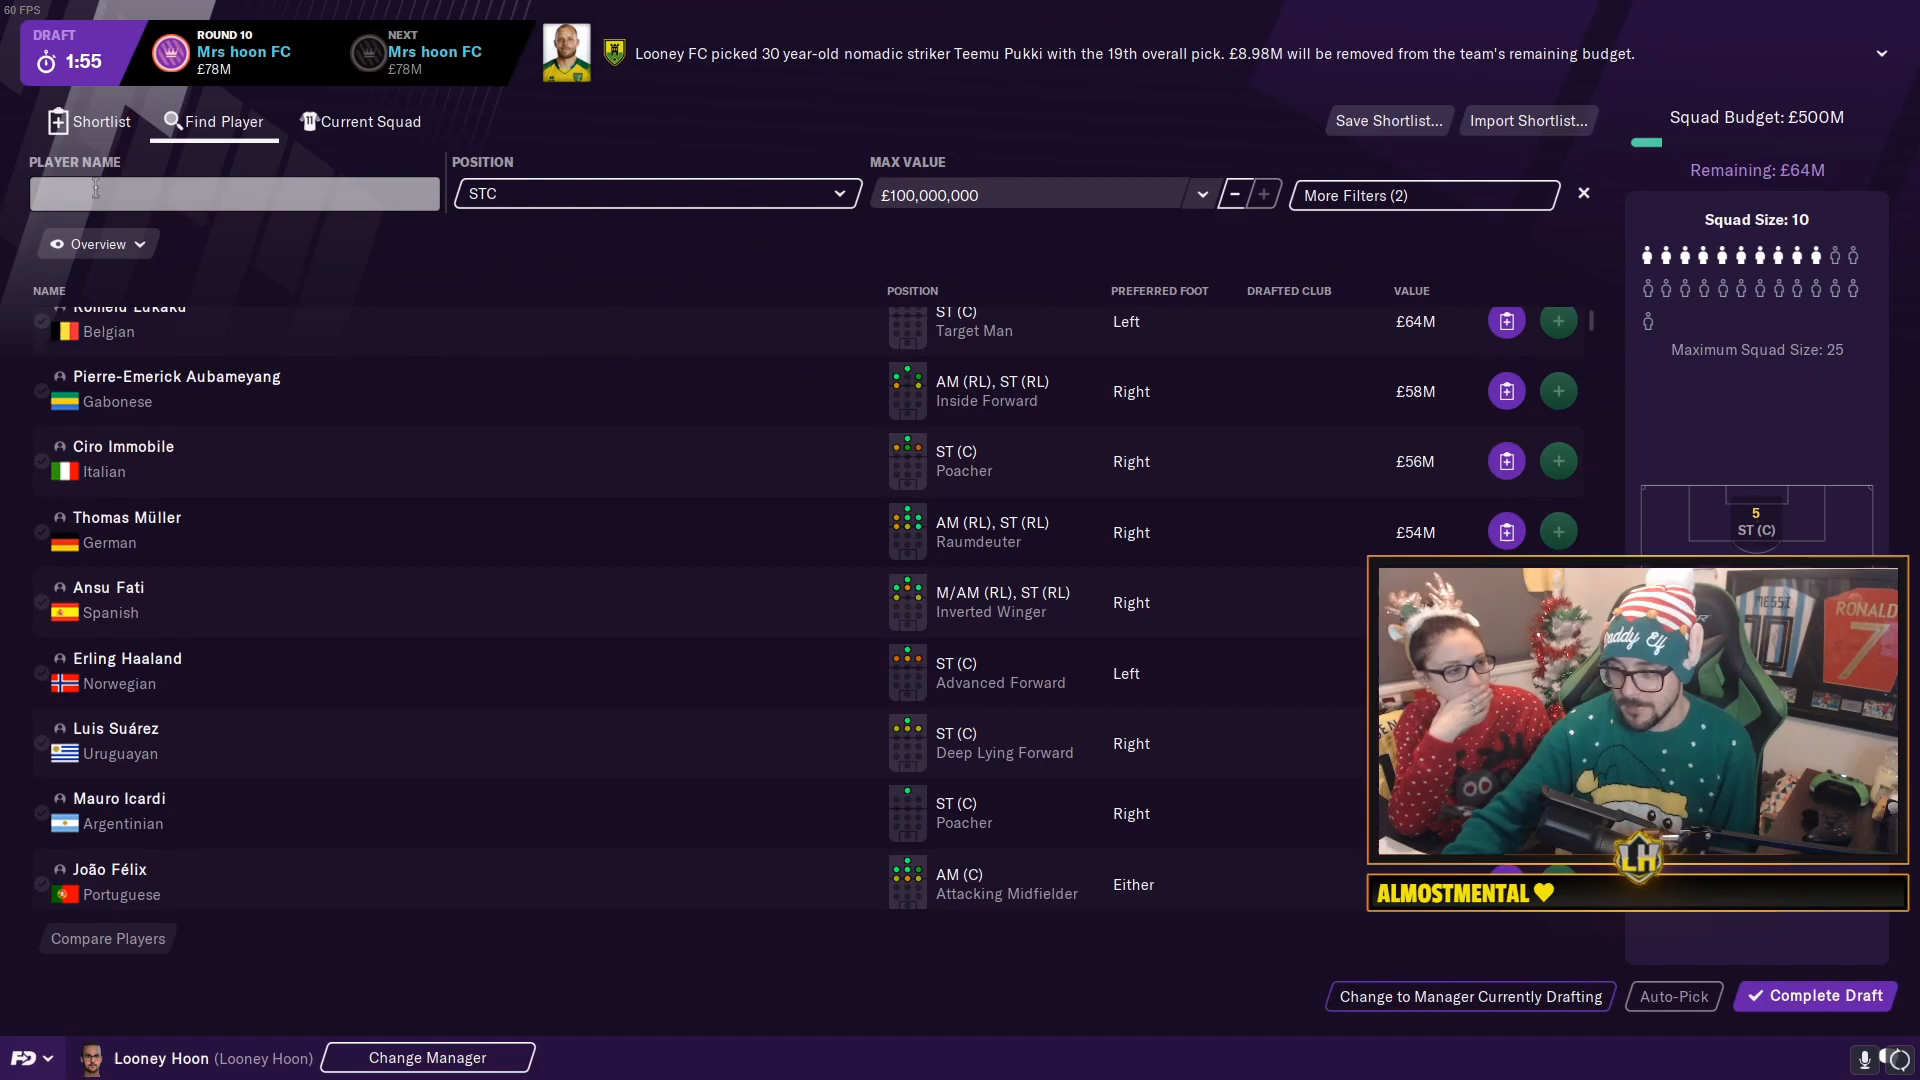 60 FPS
DRAFT
1:55
ROUND 10
Mrs hoon FC
£78M
NEXT
Mrs hoon FC
£78M
Looney FC picked 30 year-old nomadic striker Teemu Pukki with the 19th overall pick. £8.98M will be removed from the team's remaining budget.
Shortlist
Find Player
11
Current Squad
Save Shortlist...
Import Shortlist...
Squad Budget: £500M
Remaining: £64M
PLAYER NAME
POSITION
MAX VALUE
STC
£100,000,000
More Filters (2)
Overview
Squad Size: 10
Maximum Squad Size: 25
NAME
POSITION
PREFERRED FOOT
DRAFTED CLUB
VALUE
Romelu Lukaku
Belgian
ST (C)
Target Man
Left
£64M
Pierre-Emerick Aubameyang
Gabonese
AM (RL), ST (RL)
Inside Forward
Right
£58M
Ciro Immobile
Italian
ST (C)
Poacher
Right
£56M
Thomas Müller
German
AM (RL), ST (RL)
Raumdeuter
Right
£54M
Ansu Fati
Spanish
M/AM (RL), ST (RL)
Inverted Winger
Right
Erling Haaland
Norwegian
ST (C)
Advanced Forward
Left
Luis Suárez
Uruguayan
ST (C)
Deep Lying Forward
Right
Mauro Icardi
Argentinian
ST (C)
Poacher
Right
João Félix
Portuguese
AM (C)
Attacking Midfielder
Either
5
ST (C)
MESSI
RONALDO
7
Daddy Elf
LH
ALMOSTMENTAL
Compare Players
Change to Manager Currently Drafting
Auto-Pick
Complete Draft
FD
Looney Hoon (Looney Hoon)
Change Manager